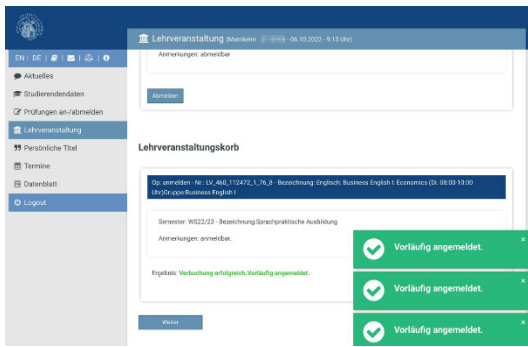 Lehrveranstaltung (Matrikelnr.: - 06.10.2022 - 9:13 Uhr)
EN | DE
Anmerkungen: abmeldbar
Aktuelles
Studierendendaten
Abmelden
Prüfungen an-/abmelden
Lehrveranstaltung
Persönliche Titel
Lehrveranstaltungskorb
Termine
Datenblatt
Op: anmelden - Nr.: LV_460_112472_1_76_8 - Bezeichnung: Englisch: Business English I: Economics (Di. 08:00-10:00
Uhr)Gruppe:Business English I
Logout
Semester: WS22/23 - Bezeichnung:Sprachpraktische Ausbildung
Anmerkungen: anmeldbar.
Vorläufig angemeldet.
Ergebnis: Verbuchung erfolgreich.Vorläufig angemeldet.
Vorläufig angemeldet.
Weiter
Vorläufig angemeldet.